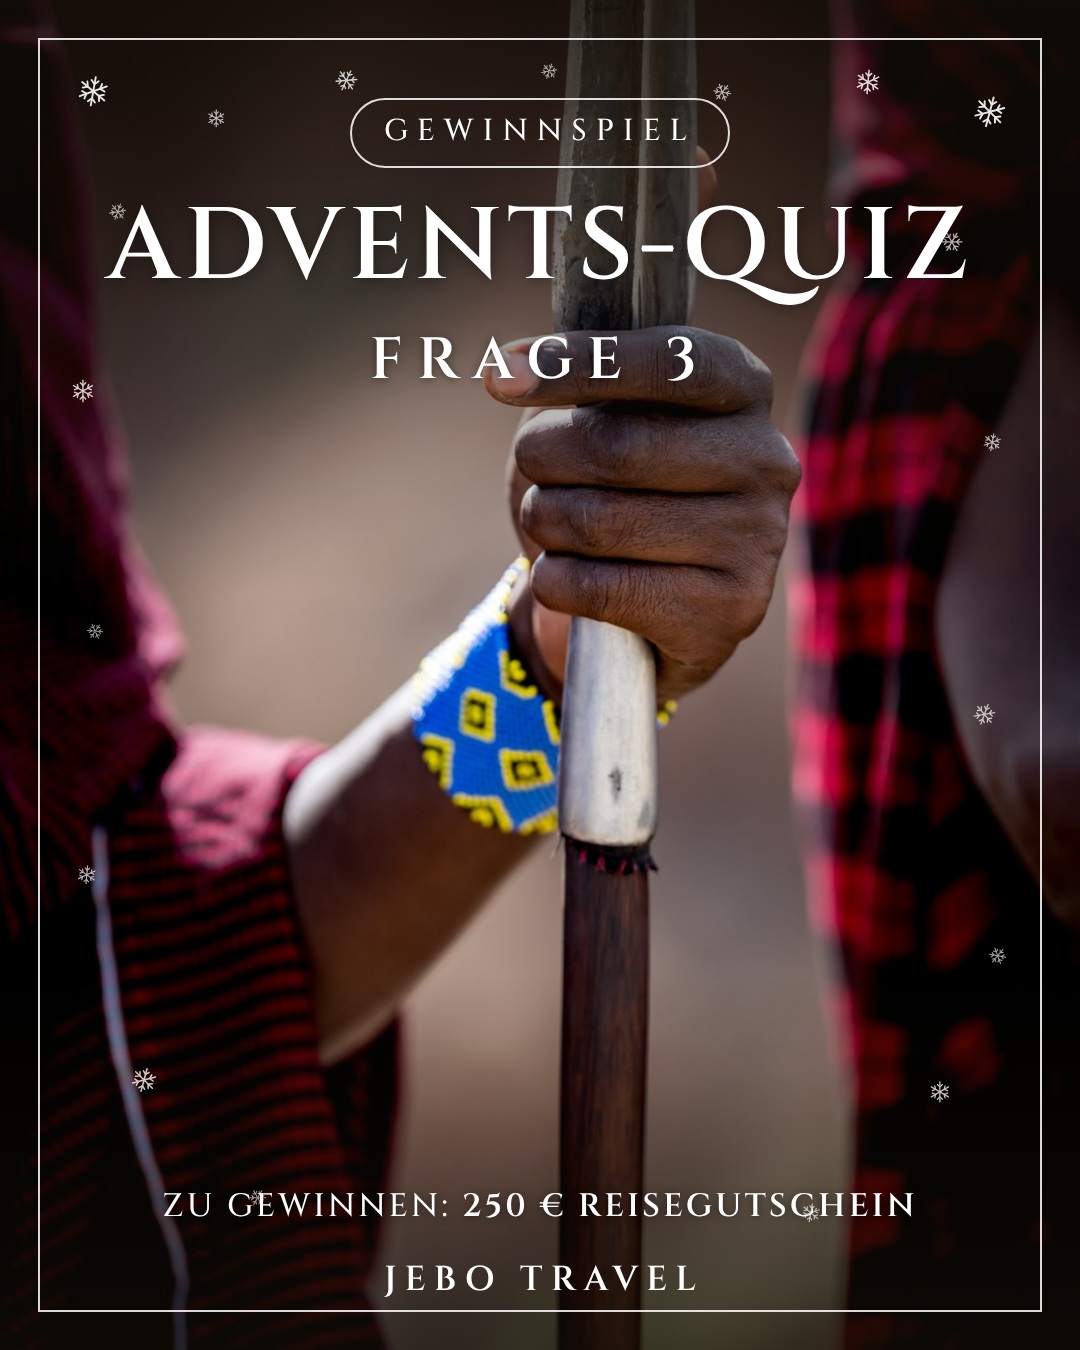 GEWINNSPIEL
ADVENTS-QUIZ
FRAGE 3
ZU GEWINNEN: 250 € REISEGUTSCHEIN
JEBO TRAVEL